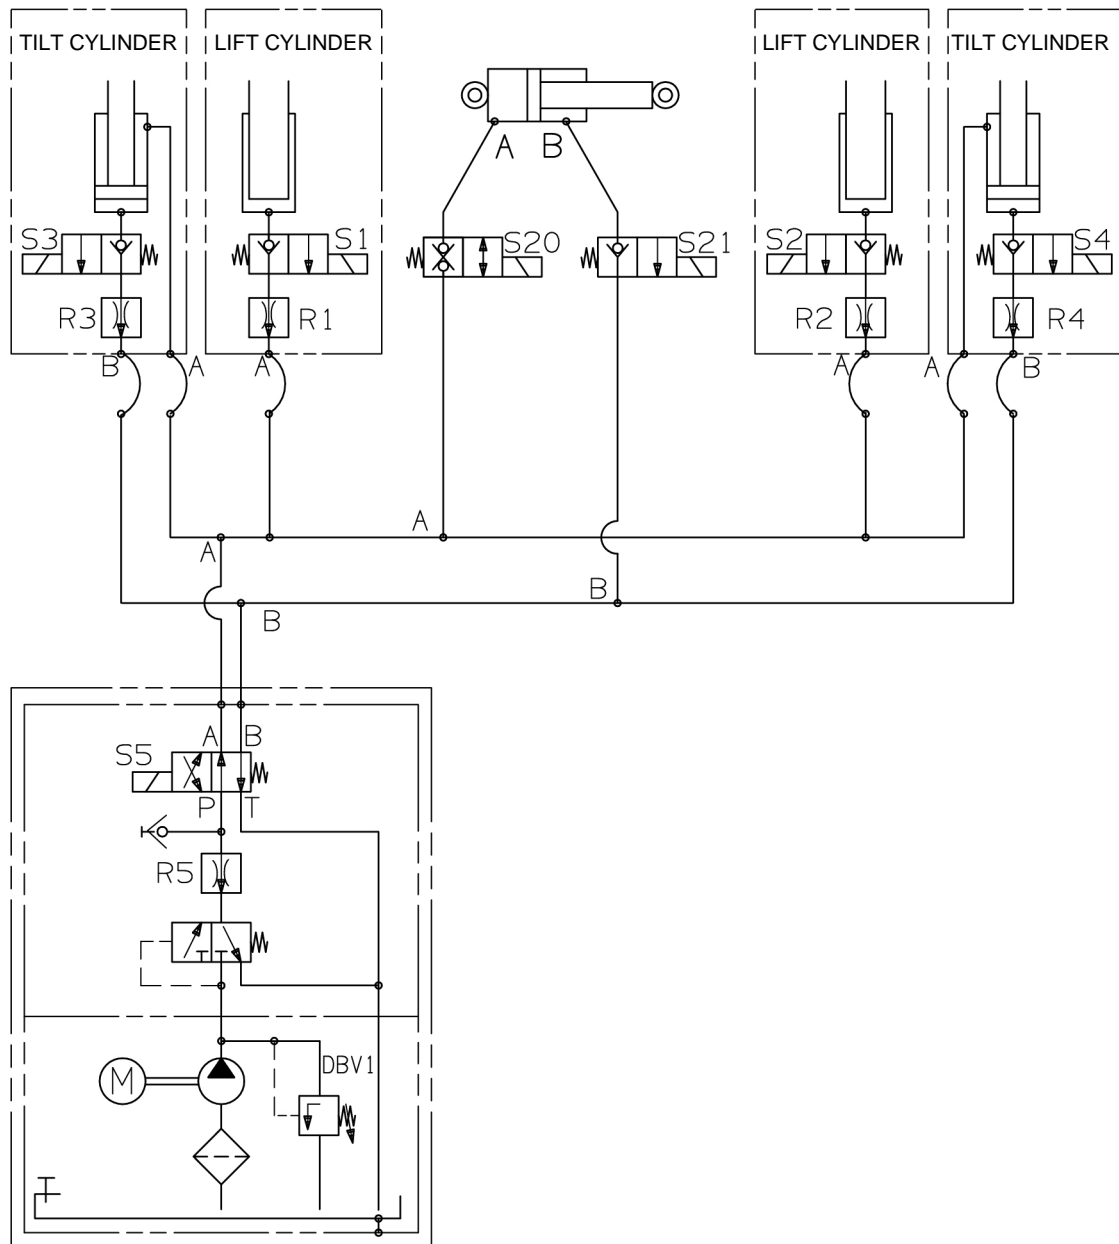 TILT CYLINDER
LIFT CYLINDER
LIFT CYLINDER
TILT CYLINDER
A B
S3
S1
S20
S21
S2
S4
R3
R1
R2
R4
B
A
A
A
A
B
A
A
B
B
A B
S5
P T
R5
DBV1
M